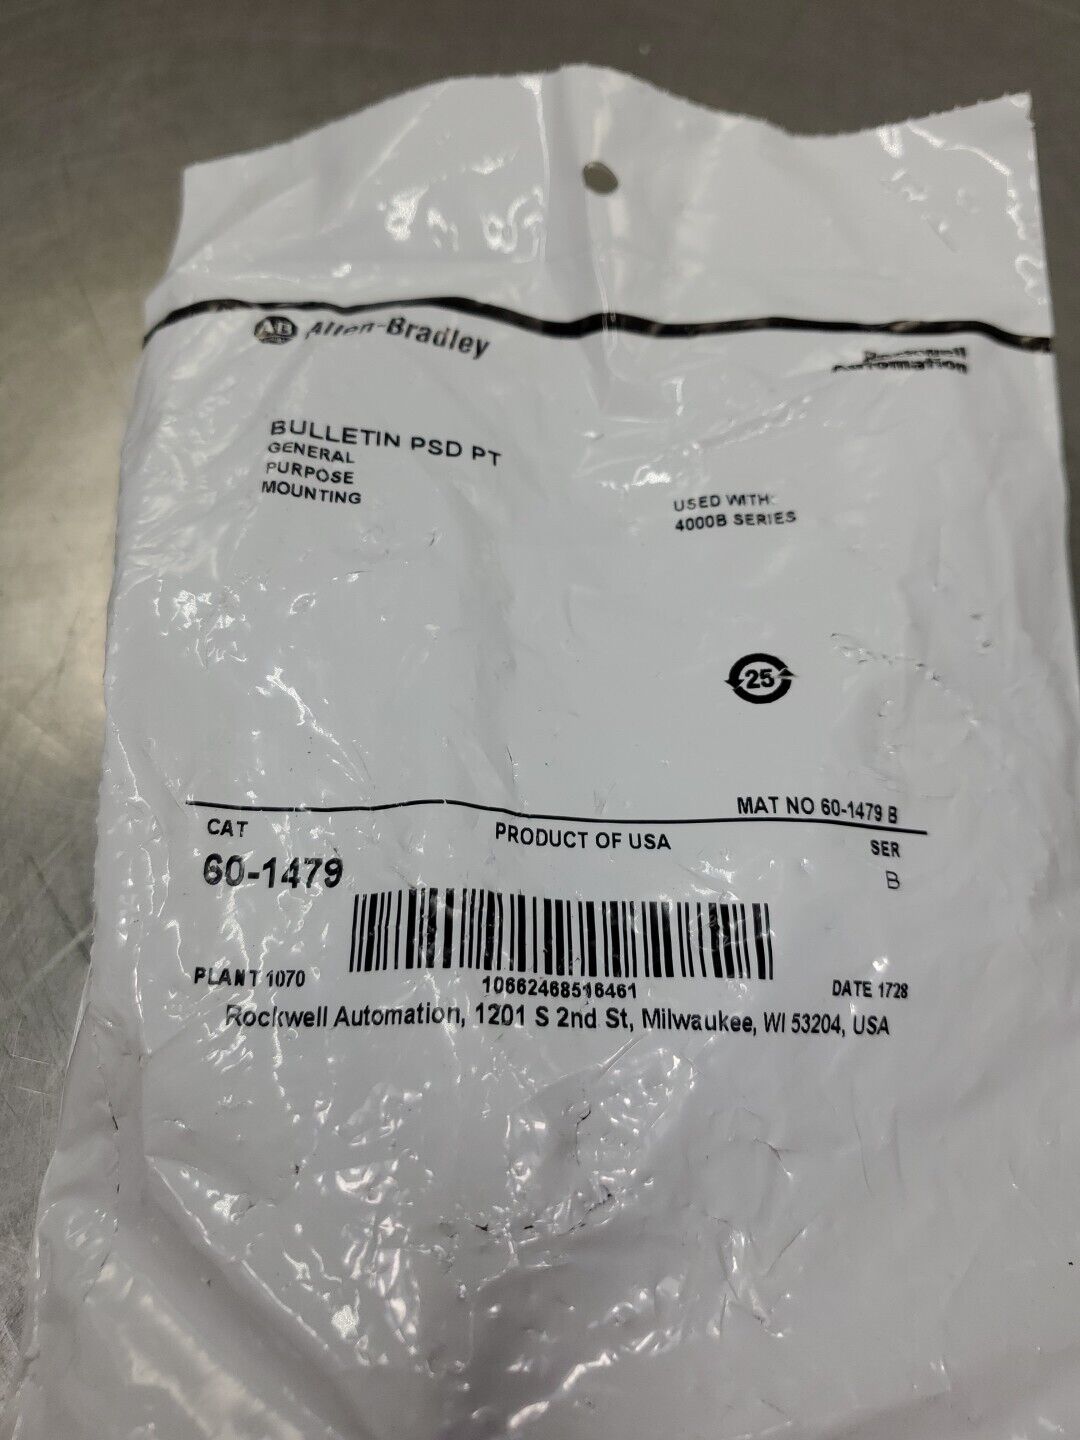 AB Allen-Bradley
Rockwell
Automation
BULLETIN PSD PT
GENERAL
PURPOSE
MOUNTING
USED WITH:
4000B SERIES
25
MAT NO 60-1479 B
CAT
PRODUCT OF USA
SER
60-1479
B
PLANT 1070
10662468516461
DATE 1728
Rockwell Automation, 1201 S 2nd St, Milwaukee, WI 53204, USA